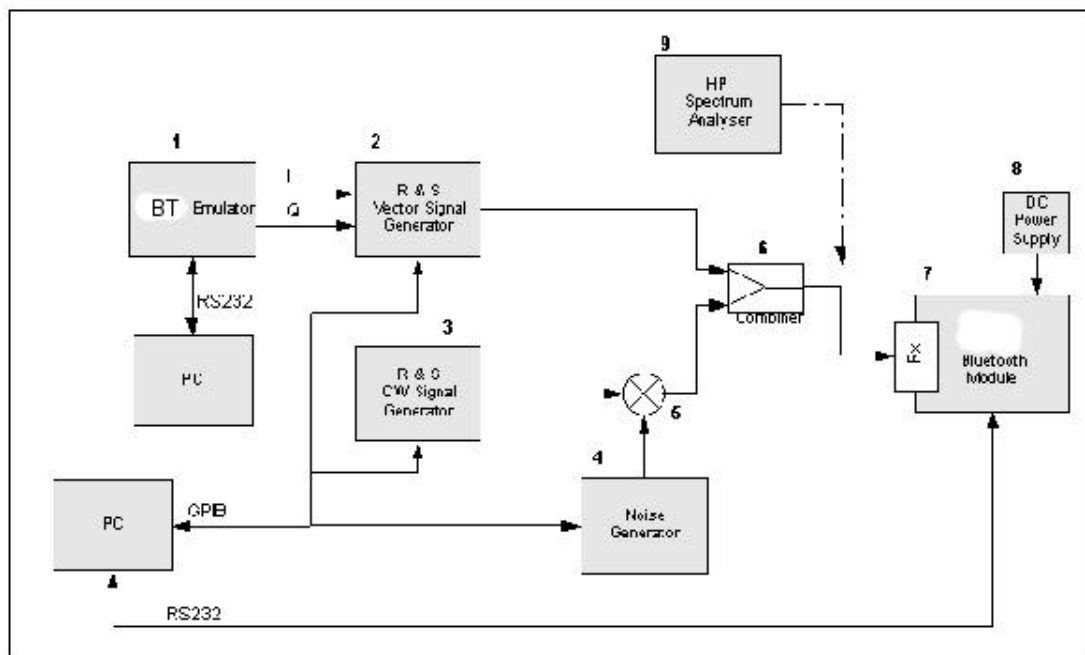 9
HP
Spectrum
Analyser
1
BT Emulator
I
Q
2
R & S
Vector Signal
Generator
8
DC
Power
Supply
6
Combiner
7
Rx
Bluetooth
Module
RS232
PC
3
R & S
CW Signal
Generator
5
4
Noise
Generator
PC
GPIB
RS232